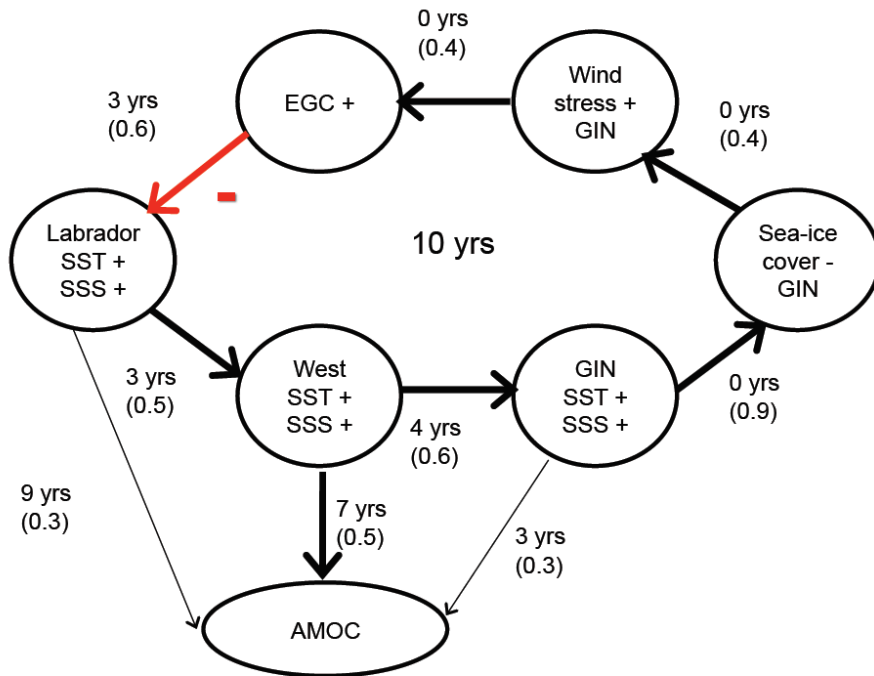 0 yrs
(0.4)
EGC +
Wind
stress +
GIN
3 yrs
(0.6)
0 yrs
(0.4)
-
Labrador
SST +
SSS +
10 yrs
Sea-ice
cover -
GIN
3 yrs
(0.5)
West
SST +
SSS +
4 yrs
(0.6)
GIN
SST +
SSS +
0 yrs
(0.9)
9 yrs
(0.3)
7 yrs
(0.5)
3 yrs
(0.3)
AMOC